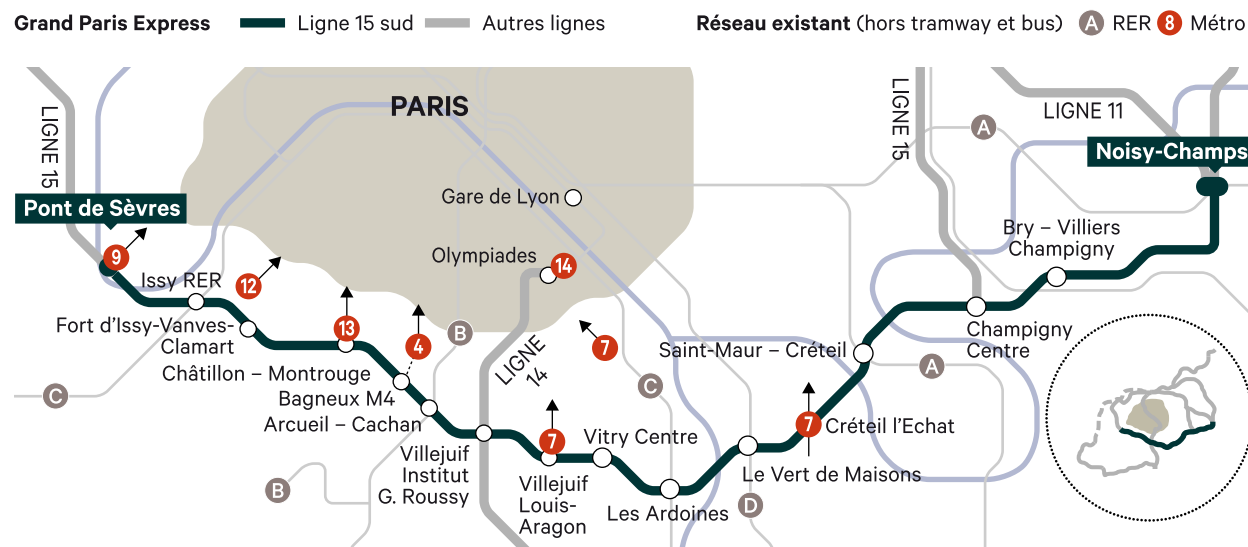 Grand Paris Express
Ligne 15 sud
Autres lignes
Réseau existant (hors tramway et bus)
A
RER
8
Métro
PARIS
LIGNE 15
LIGNE 15
LIGNE 11
A
Noisy-Champs
Gare de Lyon
Pont de Sèvres
Bry – Villiers
Champigny
Olympiades
14
9
Issy RER
12
13
4
B
7
LIGNE
14
Fort d'Issy-Vanves-
Clamart
Châtillon – Montrouge
Bagneux M4
Arcueil – Cachan
C
C
Saint-Maur – Créteil
A
Champigny
Centre
7
Créteil l'Echat
7
Vitry Centre
Villejuif
Institut
G. Roussy
Villejuif
Louis-
Aragon
Le Vert de Maisons
Les Ardoines
B
D